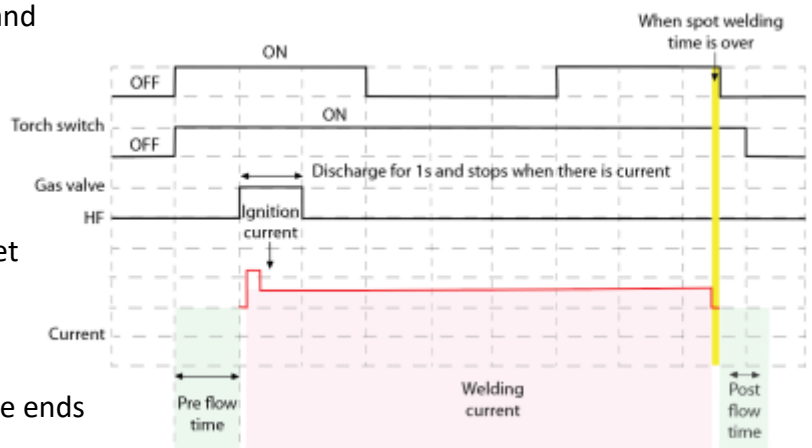 and
When spot welding
time is over
ON
OFF
Torch switch
ON
OFF
Discharge for 1s and stops when there is current
Gas valve
HF
Ignition
current
et
Current
e ends
Pre flow
time
Welding
current
Post
flow
time